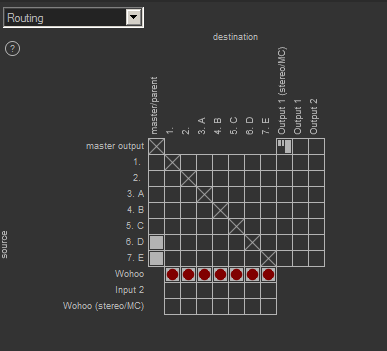 Routing
?
destination
master/parent
1.
2.
3. A
4. B
5. C
6. D
7. E
Output 1 (stereo/MC)
Output 1
Output 2
source
master output
1.
2.
3. A
4. B
5. C
6. D
7. E
Wohoo
Input 2
Wohoo (stereo/MC)